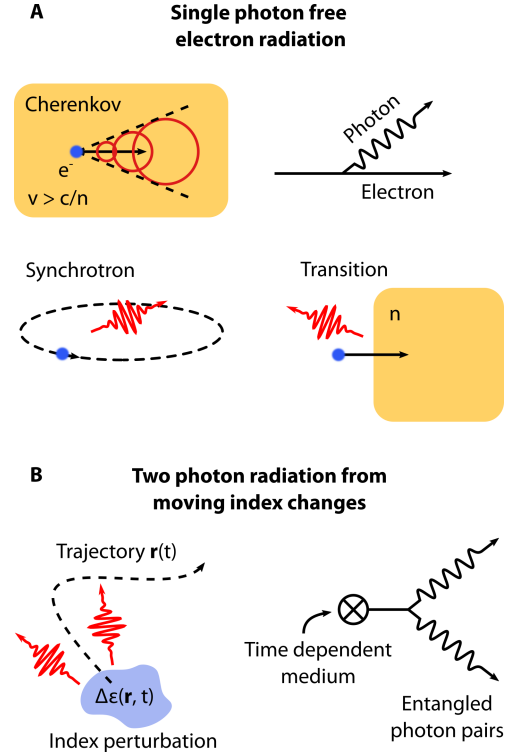 A
Single photon free
electron radiation
Cherenkov
e-
v > c/n
Photon
Electron
Synchrotron
Transition
n
B
Two photon radiation from
moving index changes
Trajectory r(t)
Δε(r, t)
Index perturbation
Time dependent
medium
Entangled
photon pairs